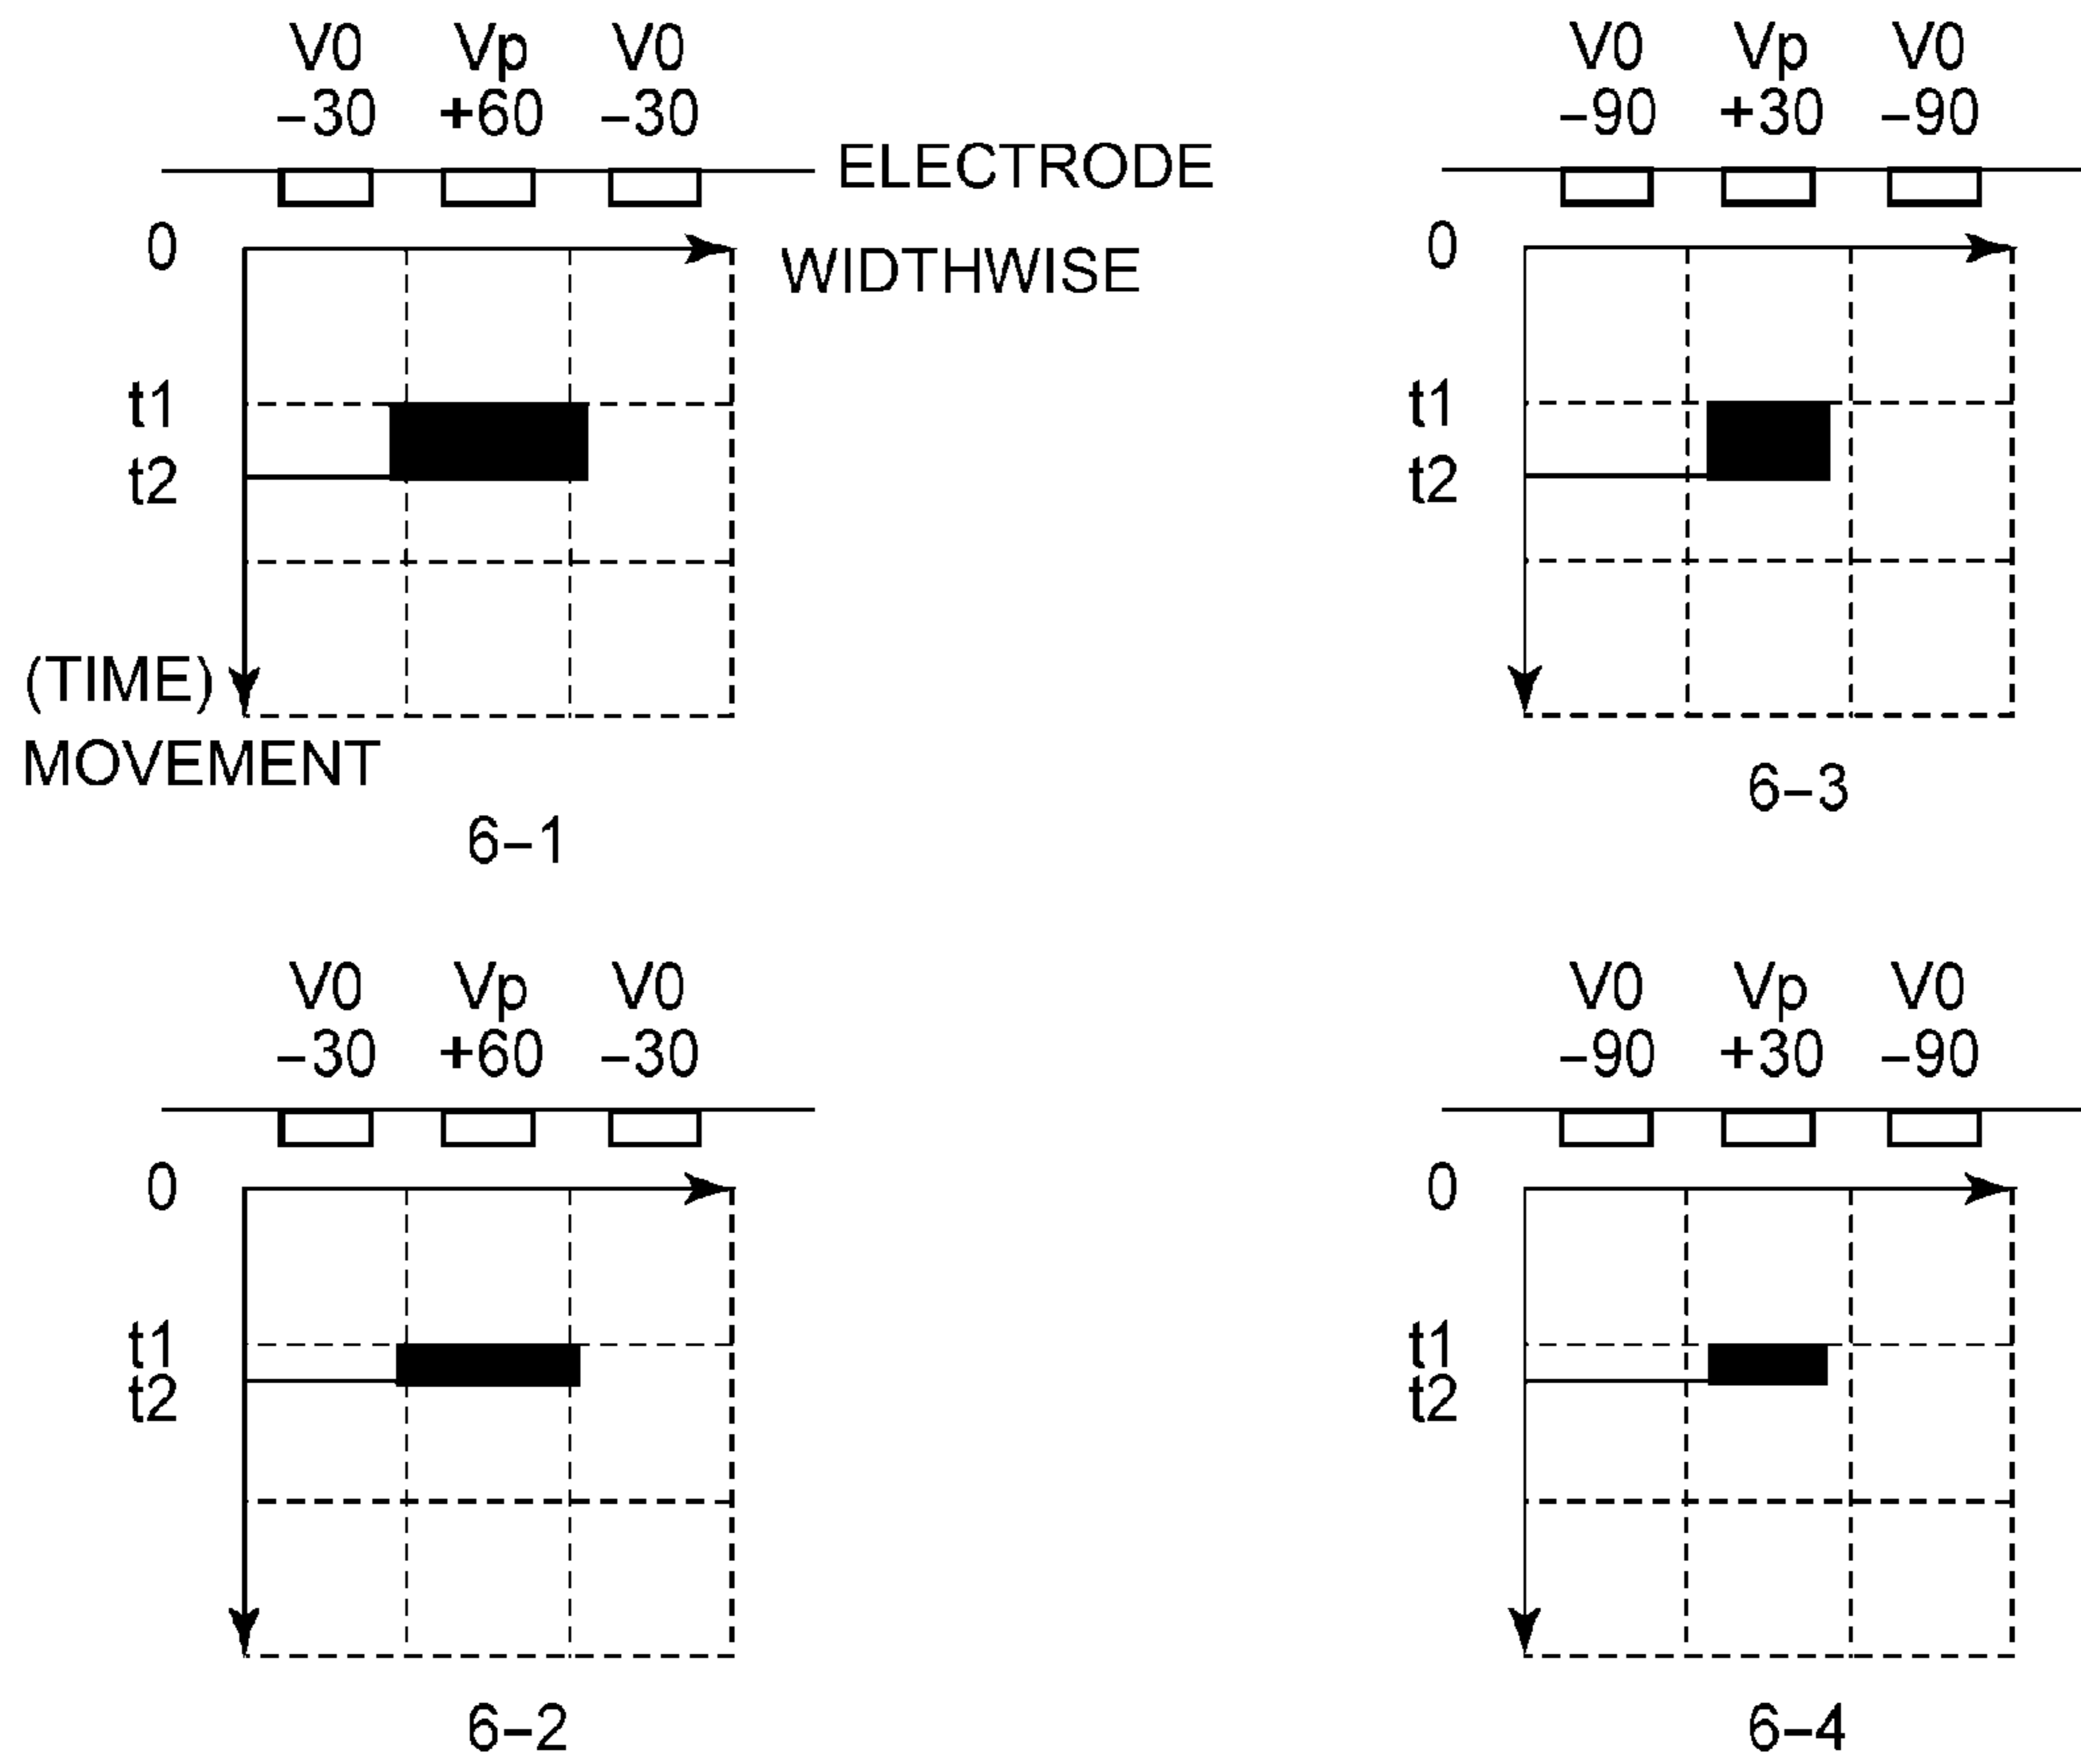 V0 Vp V0
−30 +60 −30
ELECTRODE
0
WIDTHWISE
t1
t2
(TIME)
MOVEMENT
6−1
V0 Vp V0
−90 +30 −90
0
t1
t2
6−3
V0 Vp V0
−30 +60 −30
0
t1
t2
6−2
V0 Vp V0
−90 +30 −90
0
t1
t2
6−4